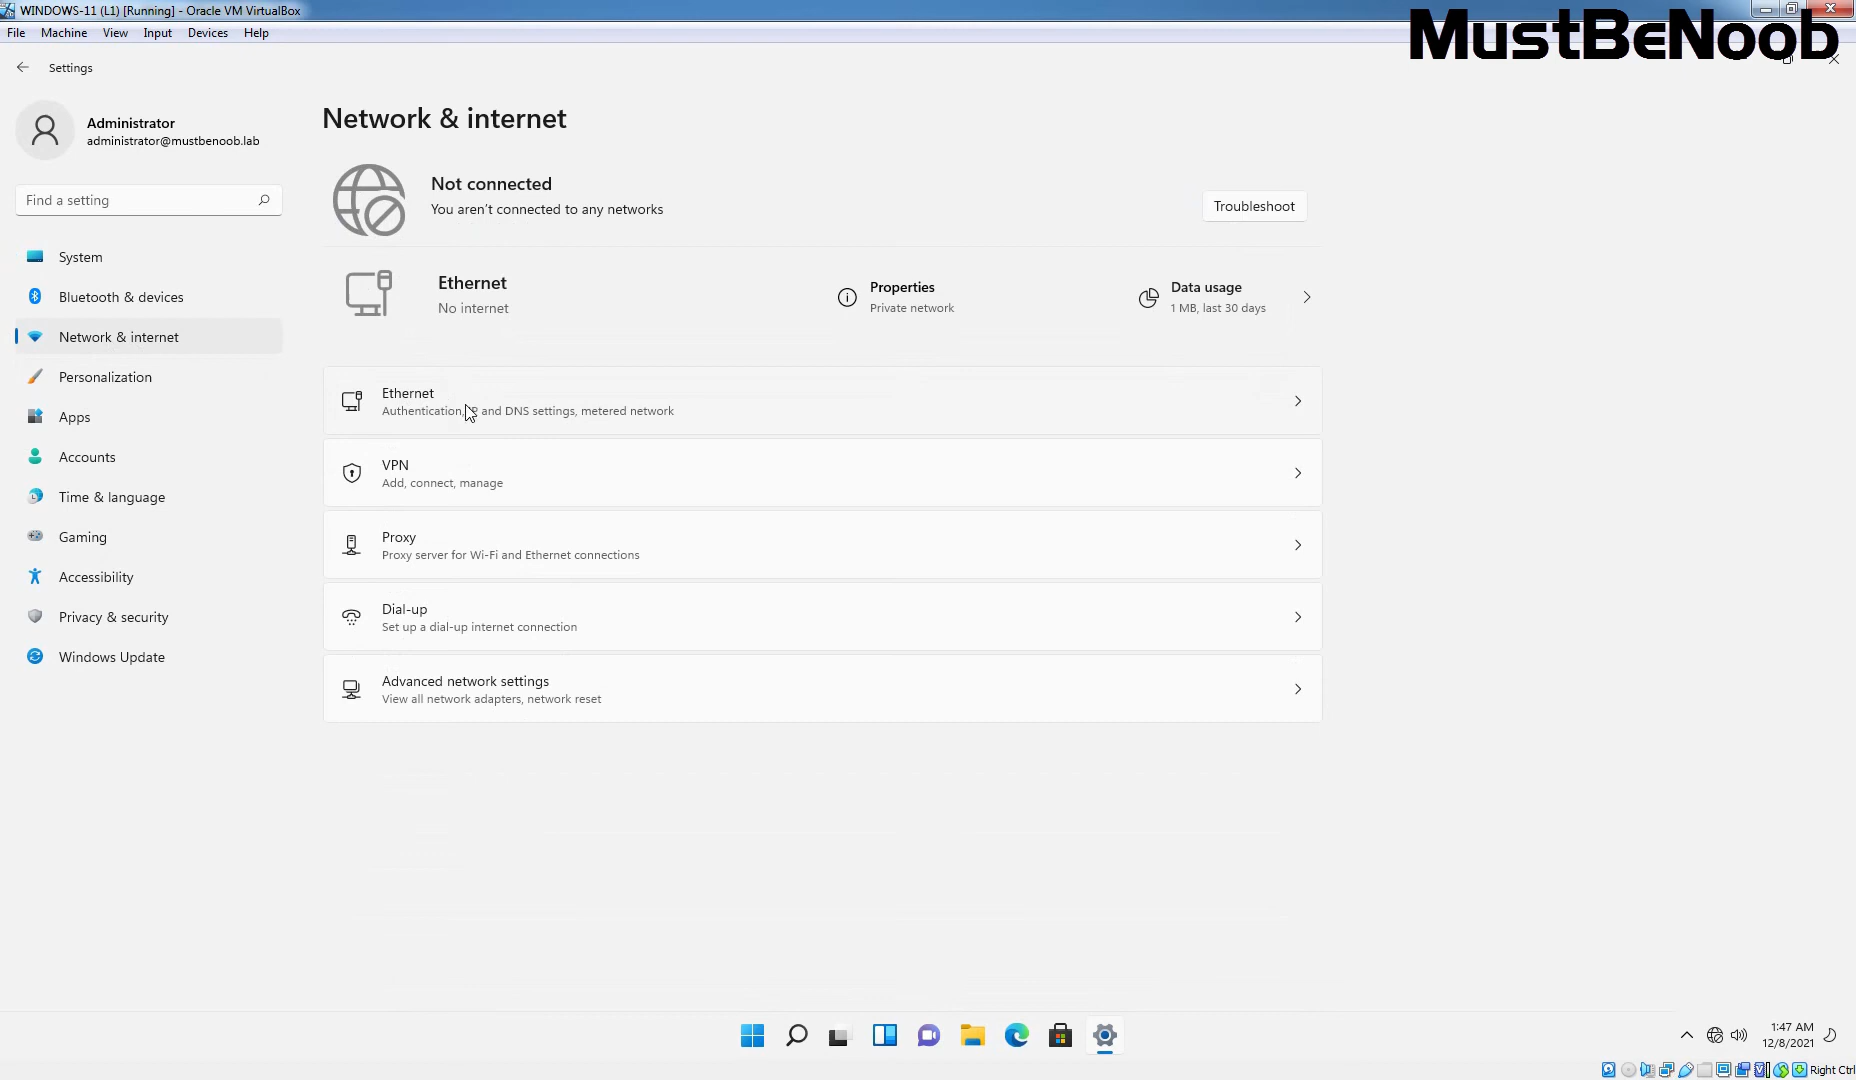 WINDOWS-11 (L1) [Running] - Oracle VM VirtualBox
File Machine View Input Devices Help
MustBeNoob
Settings
Administrator
administrator@mustbenoob.lab
Find a setting
System
Bluetooth & devices
Network & internet
Personalization
Apps
Accounts
Time & language
Gaming
Accessibility
Privacy & security
Windows Update
Network & internet
Not connected
You aren't connected to any networks
Troubleshoot
Ethernet
No internet
Properties
Private network
Data usage
1 MB, last 30 days
Ethernet
Authentication, IP and DNS settings, metered network
VPN
Add, connect, manage
Proxy
Proxy server for Wi-Fi and Ethernet connections
Dial-up
Set up a dial-up internet connection
Advanced network settings
View all network adapters, network reset
1:47 AM
12/8/2021
Right Ctrl